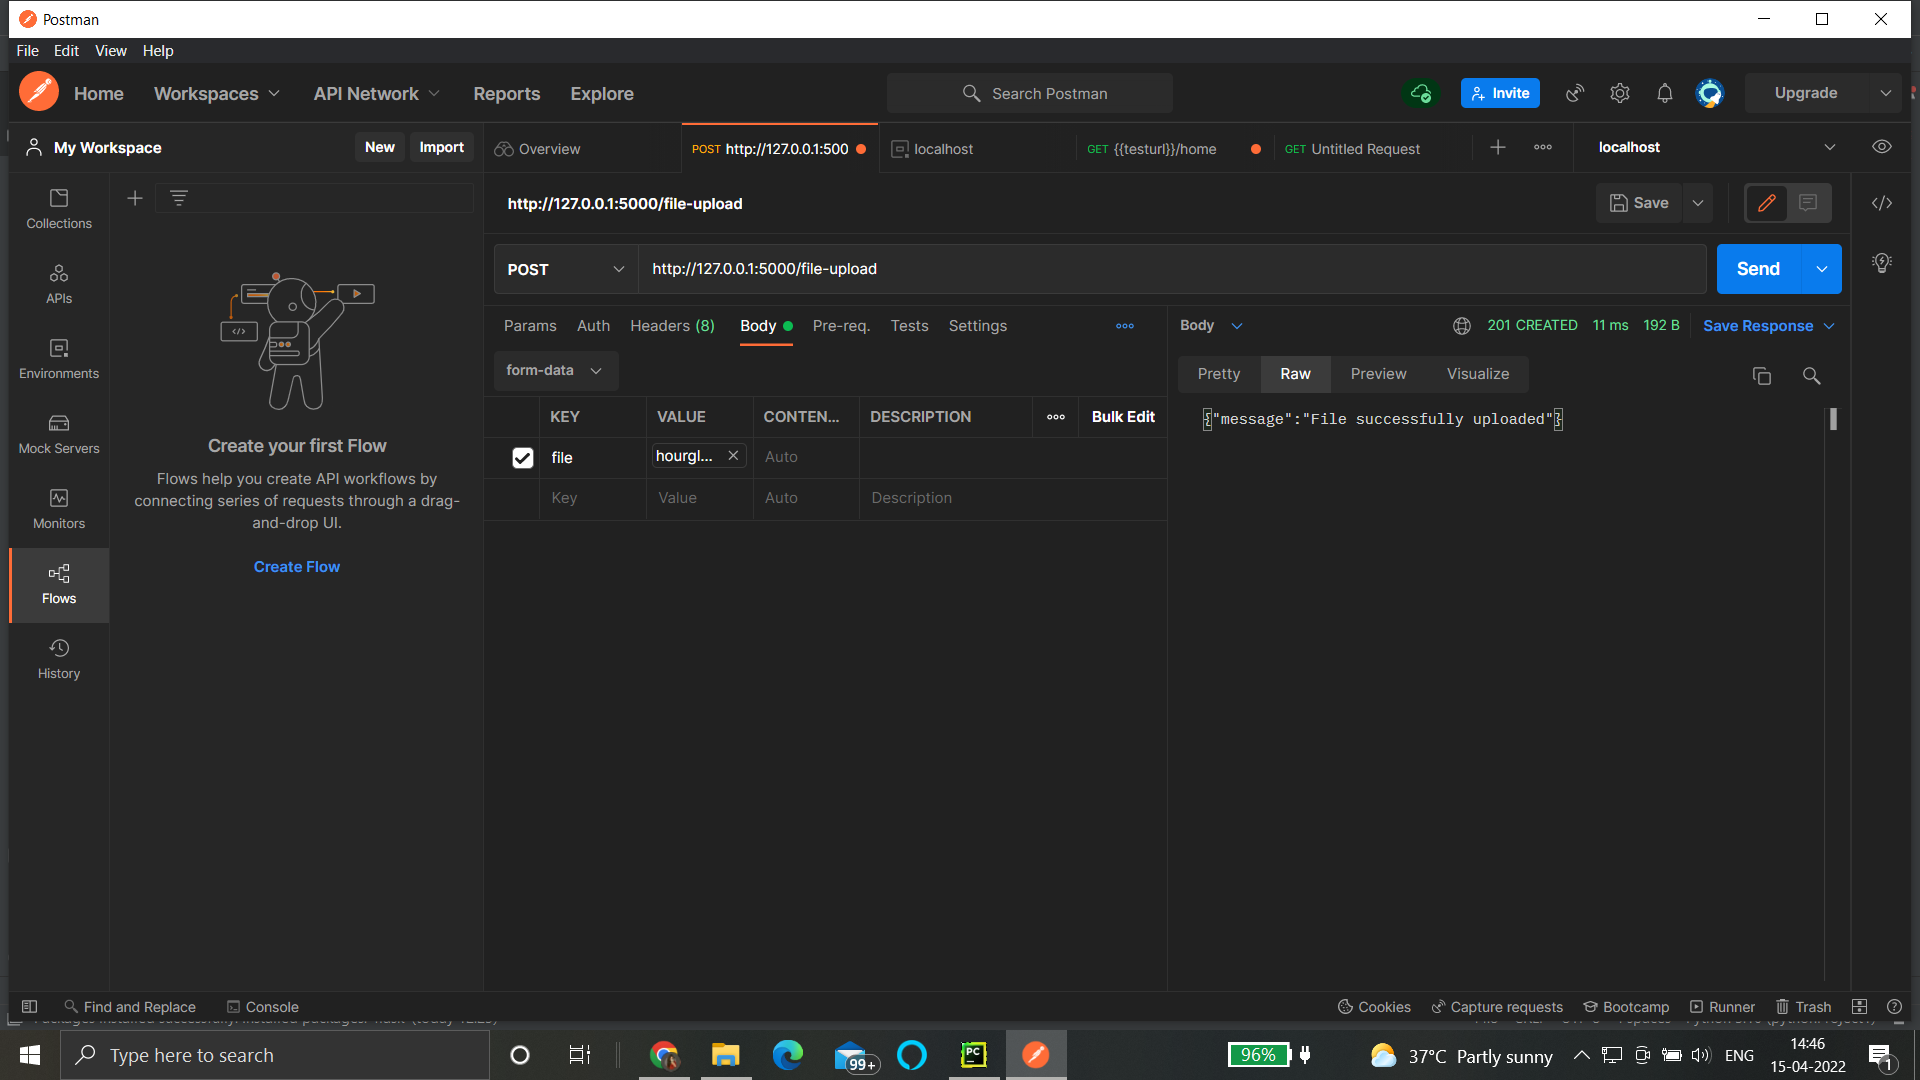 Postman
File Edit View Help
Home Workspaces API Network Reports Explore Search Postman Invite Upgrade
My Workspace New Import
Overview POST http://127.0.0.1:500 localhost GET {{testurl}}/home GET Untitled Request localhost
Collections
APIs
Environments
Mock Servers
Monitors
Flows
History
Create your first Flow
Flows help you create API workflows by
connecting series of requests through a drag-
and-drop UI.
Create Flow
http://127.0.0.1:5000/file-upload Save
POST http://127.0.0.1:5000/file-upload Send
Params Auth Headers (8) Body Pre-req. Tests Settings
form-data
KEY VALUE CONTEN... DESCRIPTION Bulk Edit
file hourgl... Auto
Key Value Auto Description
Body 201 CREATED 11 ms 192 B Save Response
Pretty Raw Preview Visualize
{"message":"File successfully uploaded"}
Find and Replace Console Cookies Capture requests Bootcamp Runner Trash
Type here to search 99+ PC 96% 37°C Partly sunny ENG 14:46
15-04-2022 1